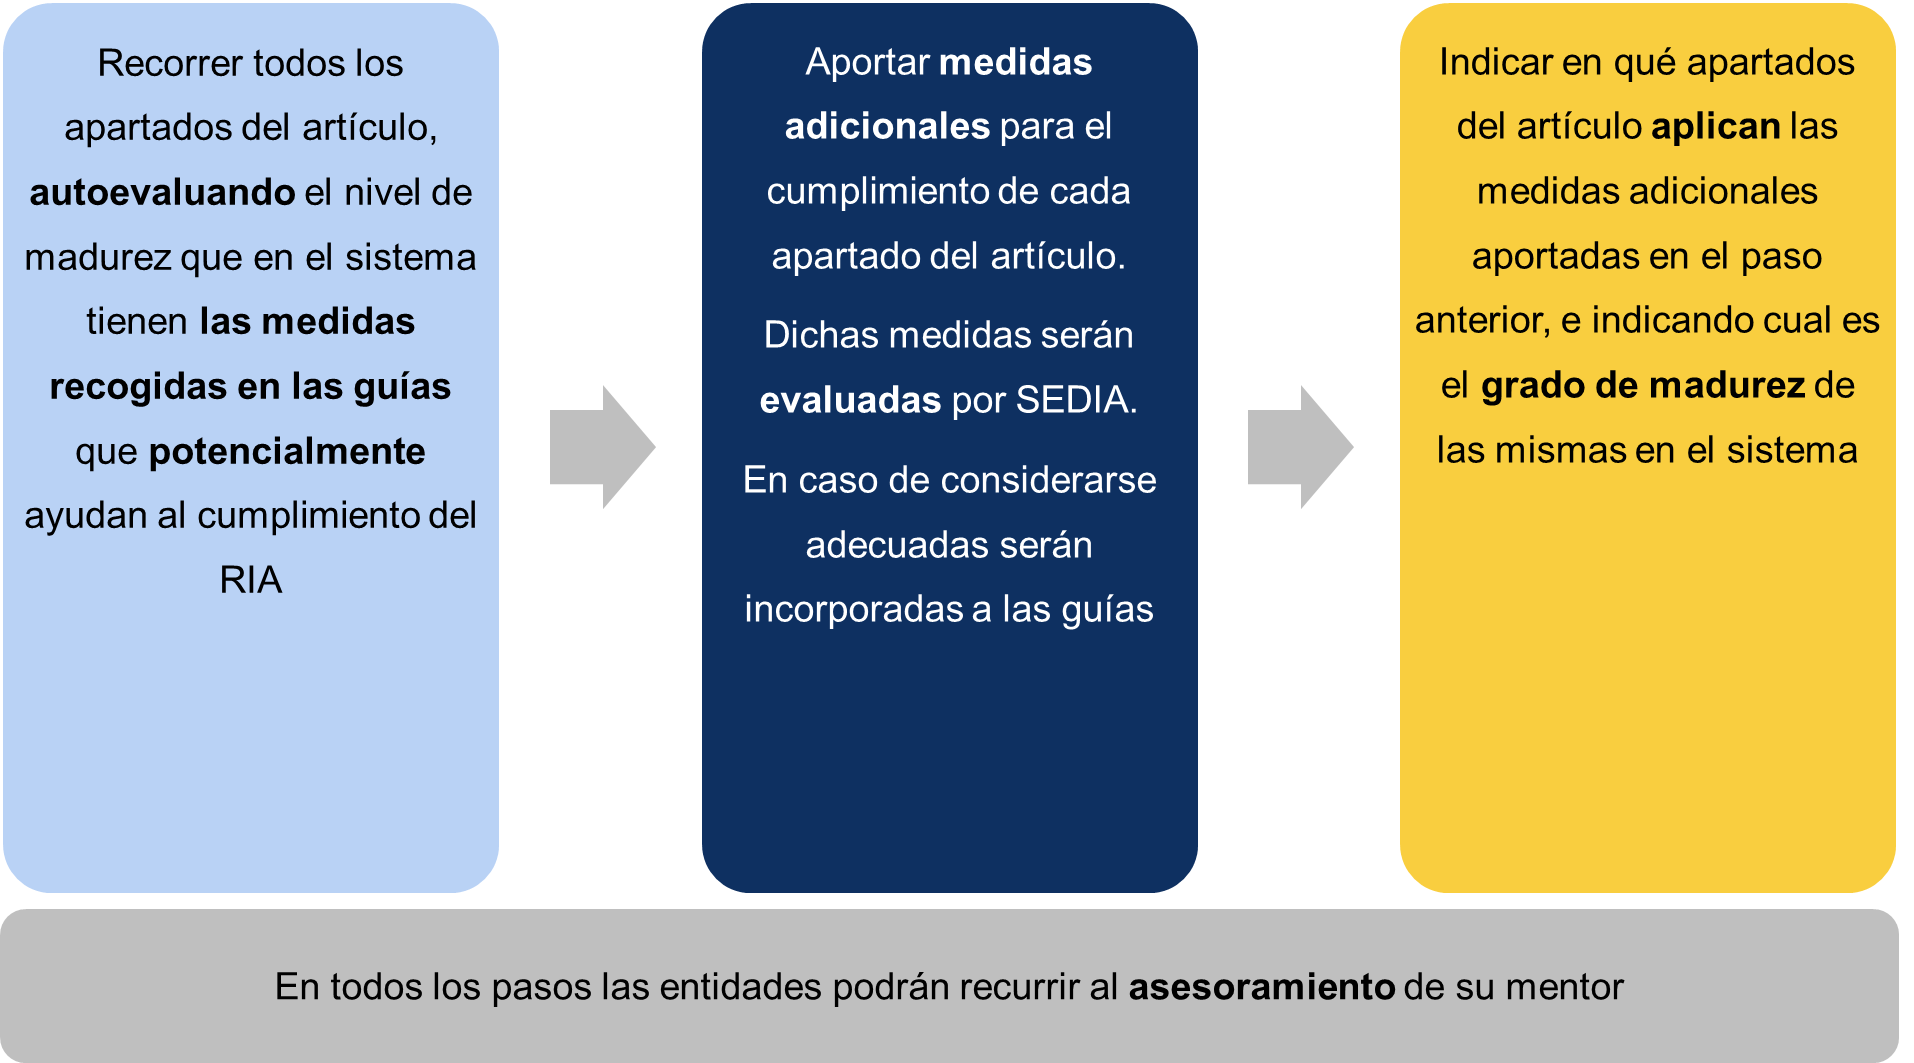 Recorrer todos los
apartados del artículo,
autoevaluando el nivel de
madurez que en el sistema
tienen las medidas
recogidas en las guías
que potencialmente
ayudan al cumplimiento del
RIA
Aportar medidas
adicionales para el
cumplimiento de cada
apartado del artículo.
Dichas medidas serán
evaluadas por SEDIA.
En caso de considerarse
adecuadas serán
incorporadas a las guías
Indicar en qué apartados
del artículo aplican las
medidas adicionales
aportadas en el paso
anterior, e indicando cual es
el grado de madurez de
las mismas en el sistema
En todos los pasos las entidades podrán recurrir al asesoramiento de su mentor